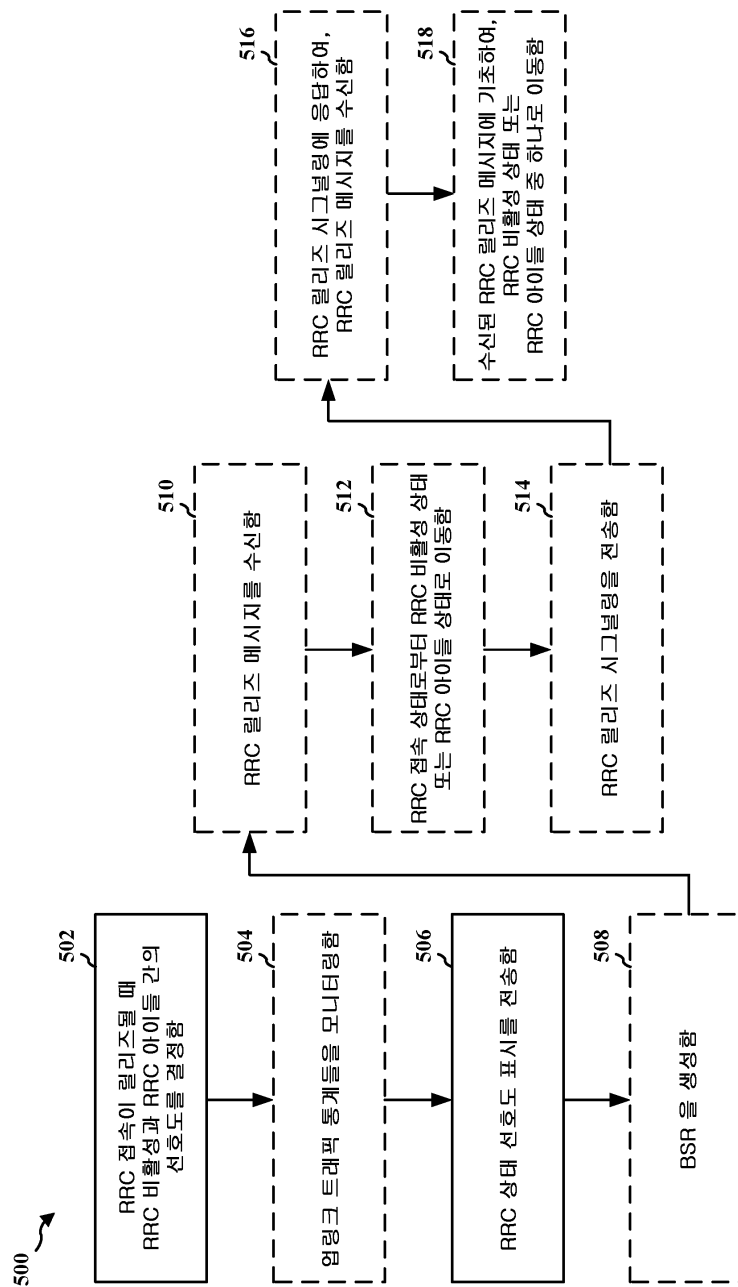 500
502
RRC 접속이 릴리즈될 때
RRC 비활성과 RRC 아이들 간의
선호도를 결정함
504
업링크 트래픽 통계들을 모니터링함
506
RRC 상태 선호도 표시를 전송함
508
BSR 을 생성함
510
RRC 릴리즈 메시지를 수신함
512
RRC 접속 상태로부터 RRC 비활성 상태
또는 RRC 아이들 상태로 이동함
514
RRC 릴리즈 시그널링을 전송함
516
RRC 릴리즈 시그널링에 응답하여,
RRC 릴리즈 메시지를 수신함
518
수신된 RRC 릴리즈 메시지에 기초하여,
RRC 비활성 상태 또는
RRC 아이들 상태 중 하나로 이동함